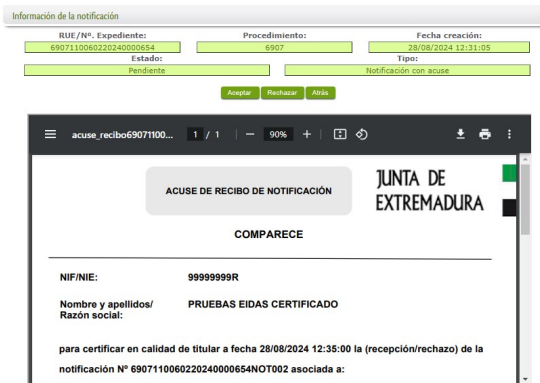 Información de la notificación
RUE/Nº. Expediente: Procedimiento: Fecha creación:
6907110060220240000654 6907 28/08/2024 12:31:05
Estado: Tipo:
Pendiente Notificación con acuse
Aceptar Rechazar Atrás
acuse_recibo69071100... 1 / 1 90%
ACUSE DE RECIBO DE NOTIFICACIÓN
JUNTA DE
EXTREMADURA
COMPARECE
NIF/NIE: 99999999R
Nombre y apellidos/ PRUEBAS EIDAS CERTIFICADO
Razón social:
para certificar en calidad de titular a fecha 28/08/2024 12:35:00 la (recepción/rechazo) de la
notificación Nº 6907110060220240000654NOT002 asociada a: